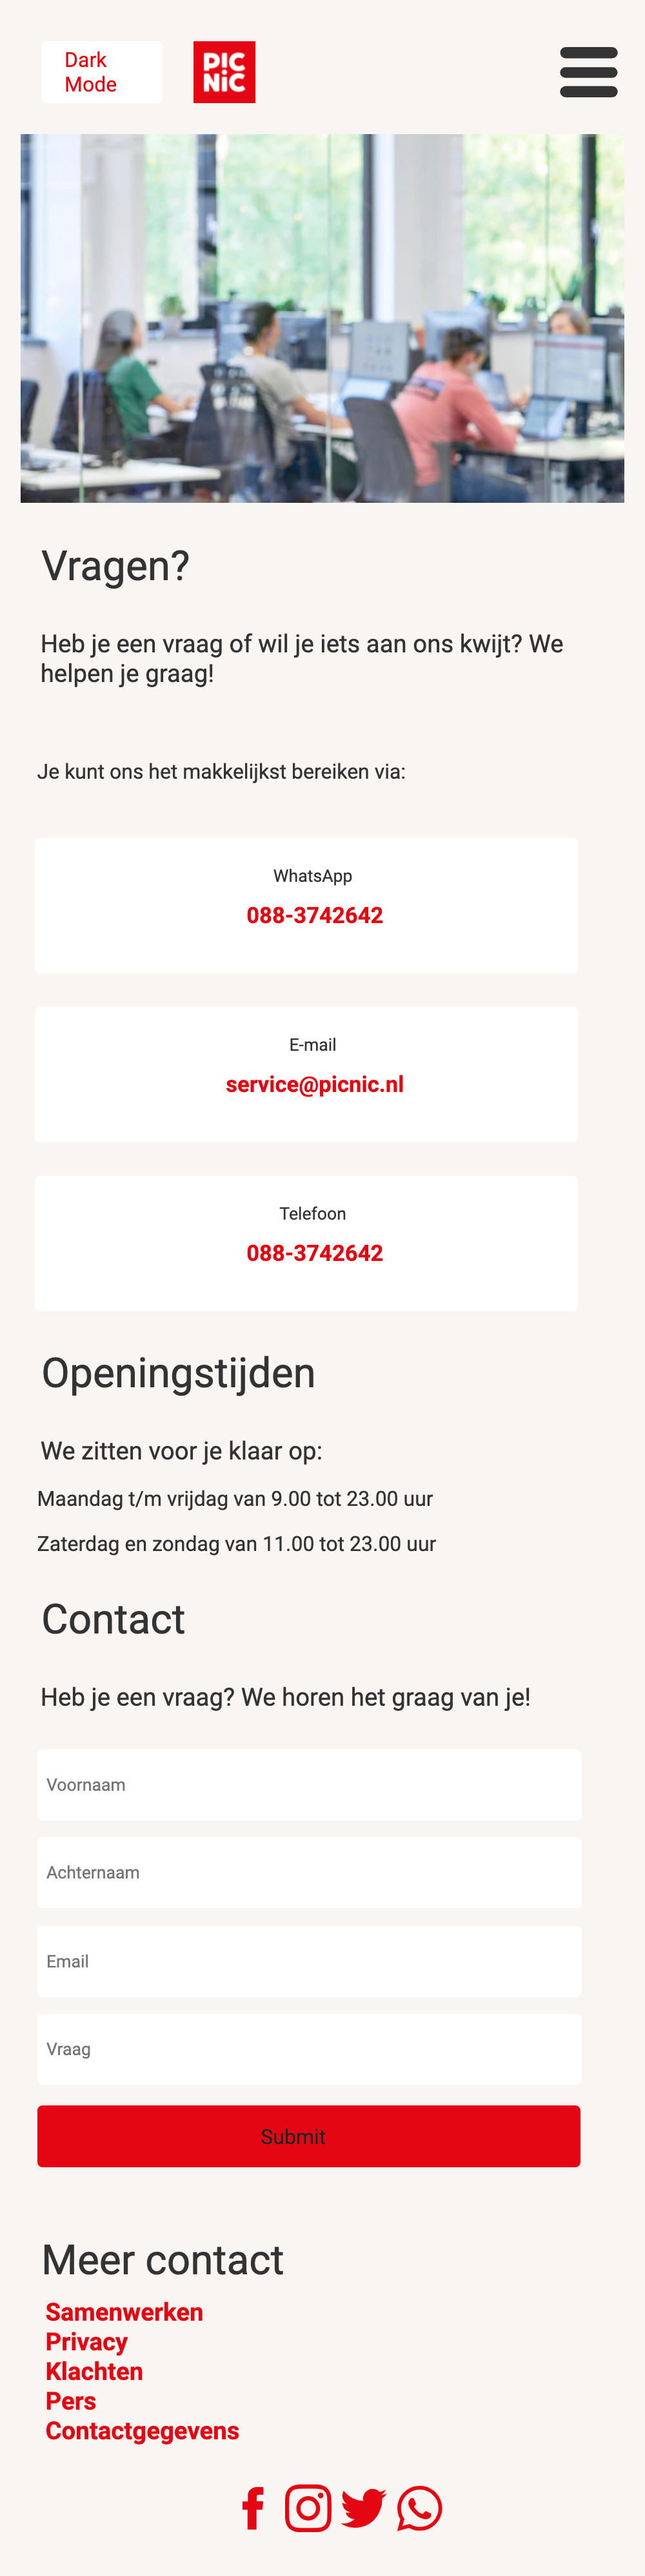 Dark
Mode
PIC
NiC
Vragen?
Heb je een vraag of wil je iets aan ons kwijt? We
helpen je graag!
Je kunt ons het makkelijkst bereiken via:
WhatsApp
088-3742642
E-mail
service@picnic.nl
Telefoon
088-3742642
Openingstijden
We zitten voor je klaar op:
Maandag t/m vrijdag van 9.00 tot 23.00 uur
Zaterdag en zondag van 11.00 tot 23.00 uur
Contact
Heb je een vraag? We horen het graag van je!
Voornaam
Achternaam
Email
Vraag
Submit
Meer contact
Samenwerken
Privacy
Klachten
Pers
Contactgegevens